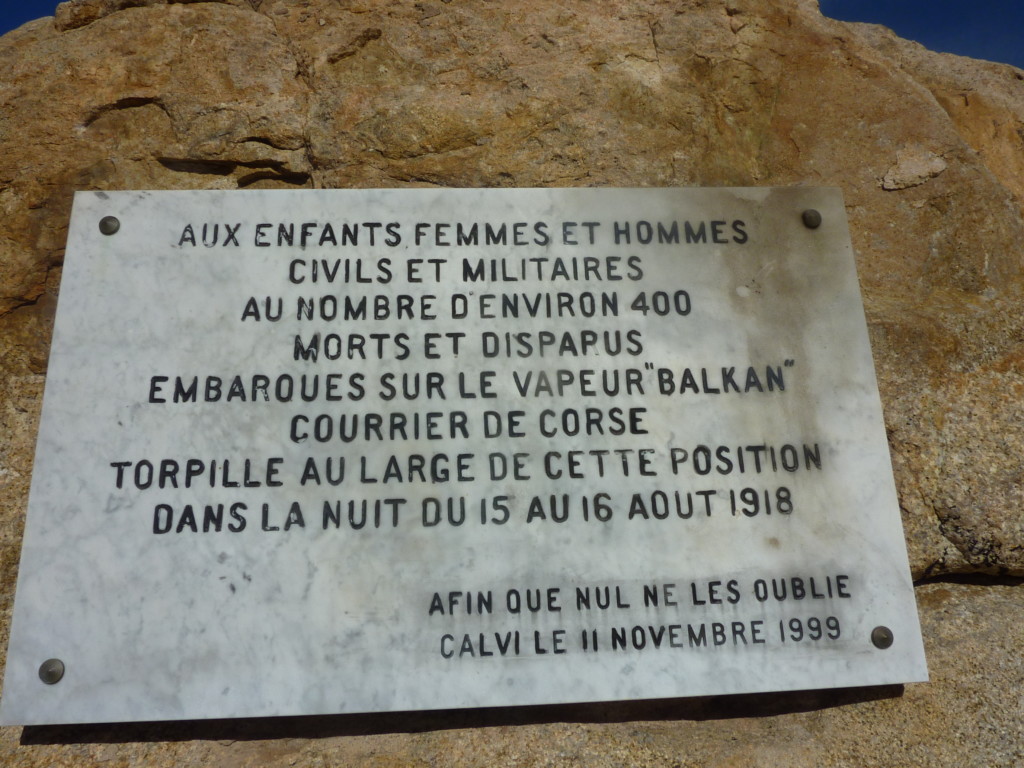 AUX ENFANTS FEMMES ET HOMMES
CIVILS ET MILITAIRES
AU NOMBRE D'ENVIRON 400
MORTS ET DISPARUS
EMBARQUES SUR LE VAPEUR "BALKAN"
COURRIER DE CORSE
TORPILLE AU LARGE DE CETTE POSITION
DANS LA NUIT DU 15 AU 16 AOUT 1918
AFIN QUE NUL NE LES OUBLIE
CALVI LE 11 NOVEMBRE 1999